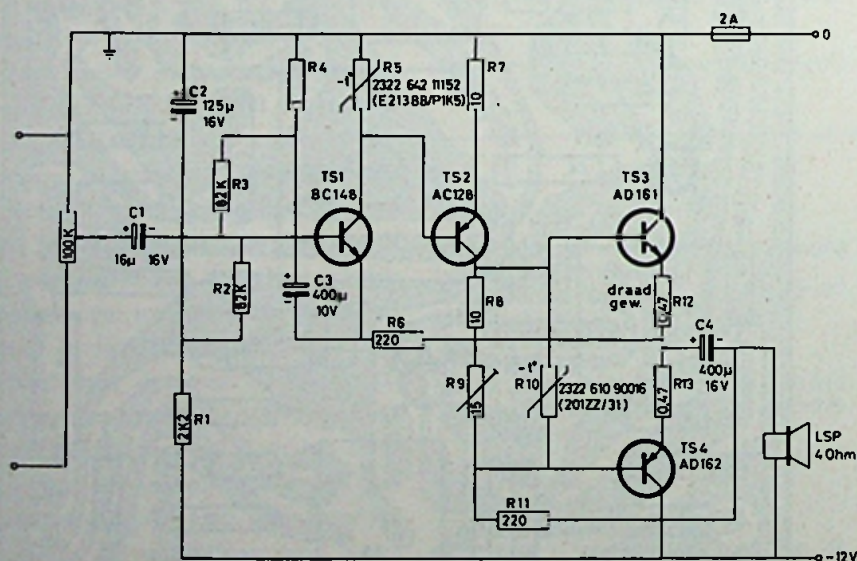 2A
0
C2
125µ
16V
+
-
R4
-t°
R5
2322 642 11152
(E213BB/P1K5)
R7
10
R3
82K
TS1
BC148
TS2
AC128
TS3
AD161
C1
+
-
16µ
16V
100K
R2
82K
+
-
C3
400µ
10V
R6
220
R8
10
draad
gew.
R12
0,47
C4
+
-
400µ
16V
R9
15
-t°
R10
2322 610 90016
(201ZZ/31)
R13
0,47
R1
2K2
TS4
AD162
LSP
4 Ohm
R11
220
-12V